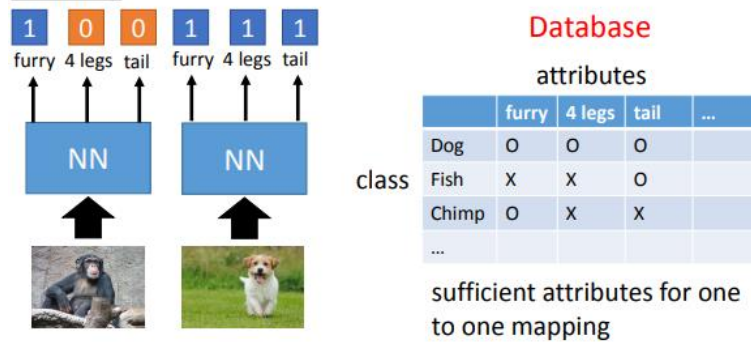 1 0 0 1 1 1
furry 4 legs tail furry 4 legs tail
NN NN
Database
attributes
furry 4 legs tail ...
Dog O O O
class Fish X X O
Chimp O X X
...
sufficient attributes for one
to one mapping